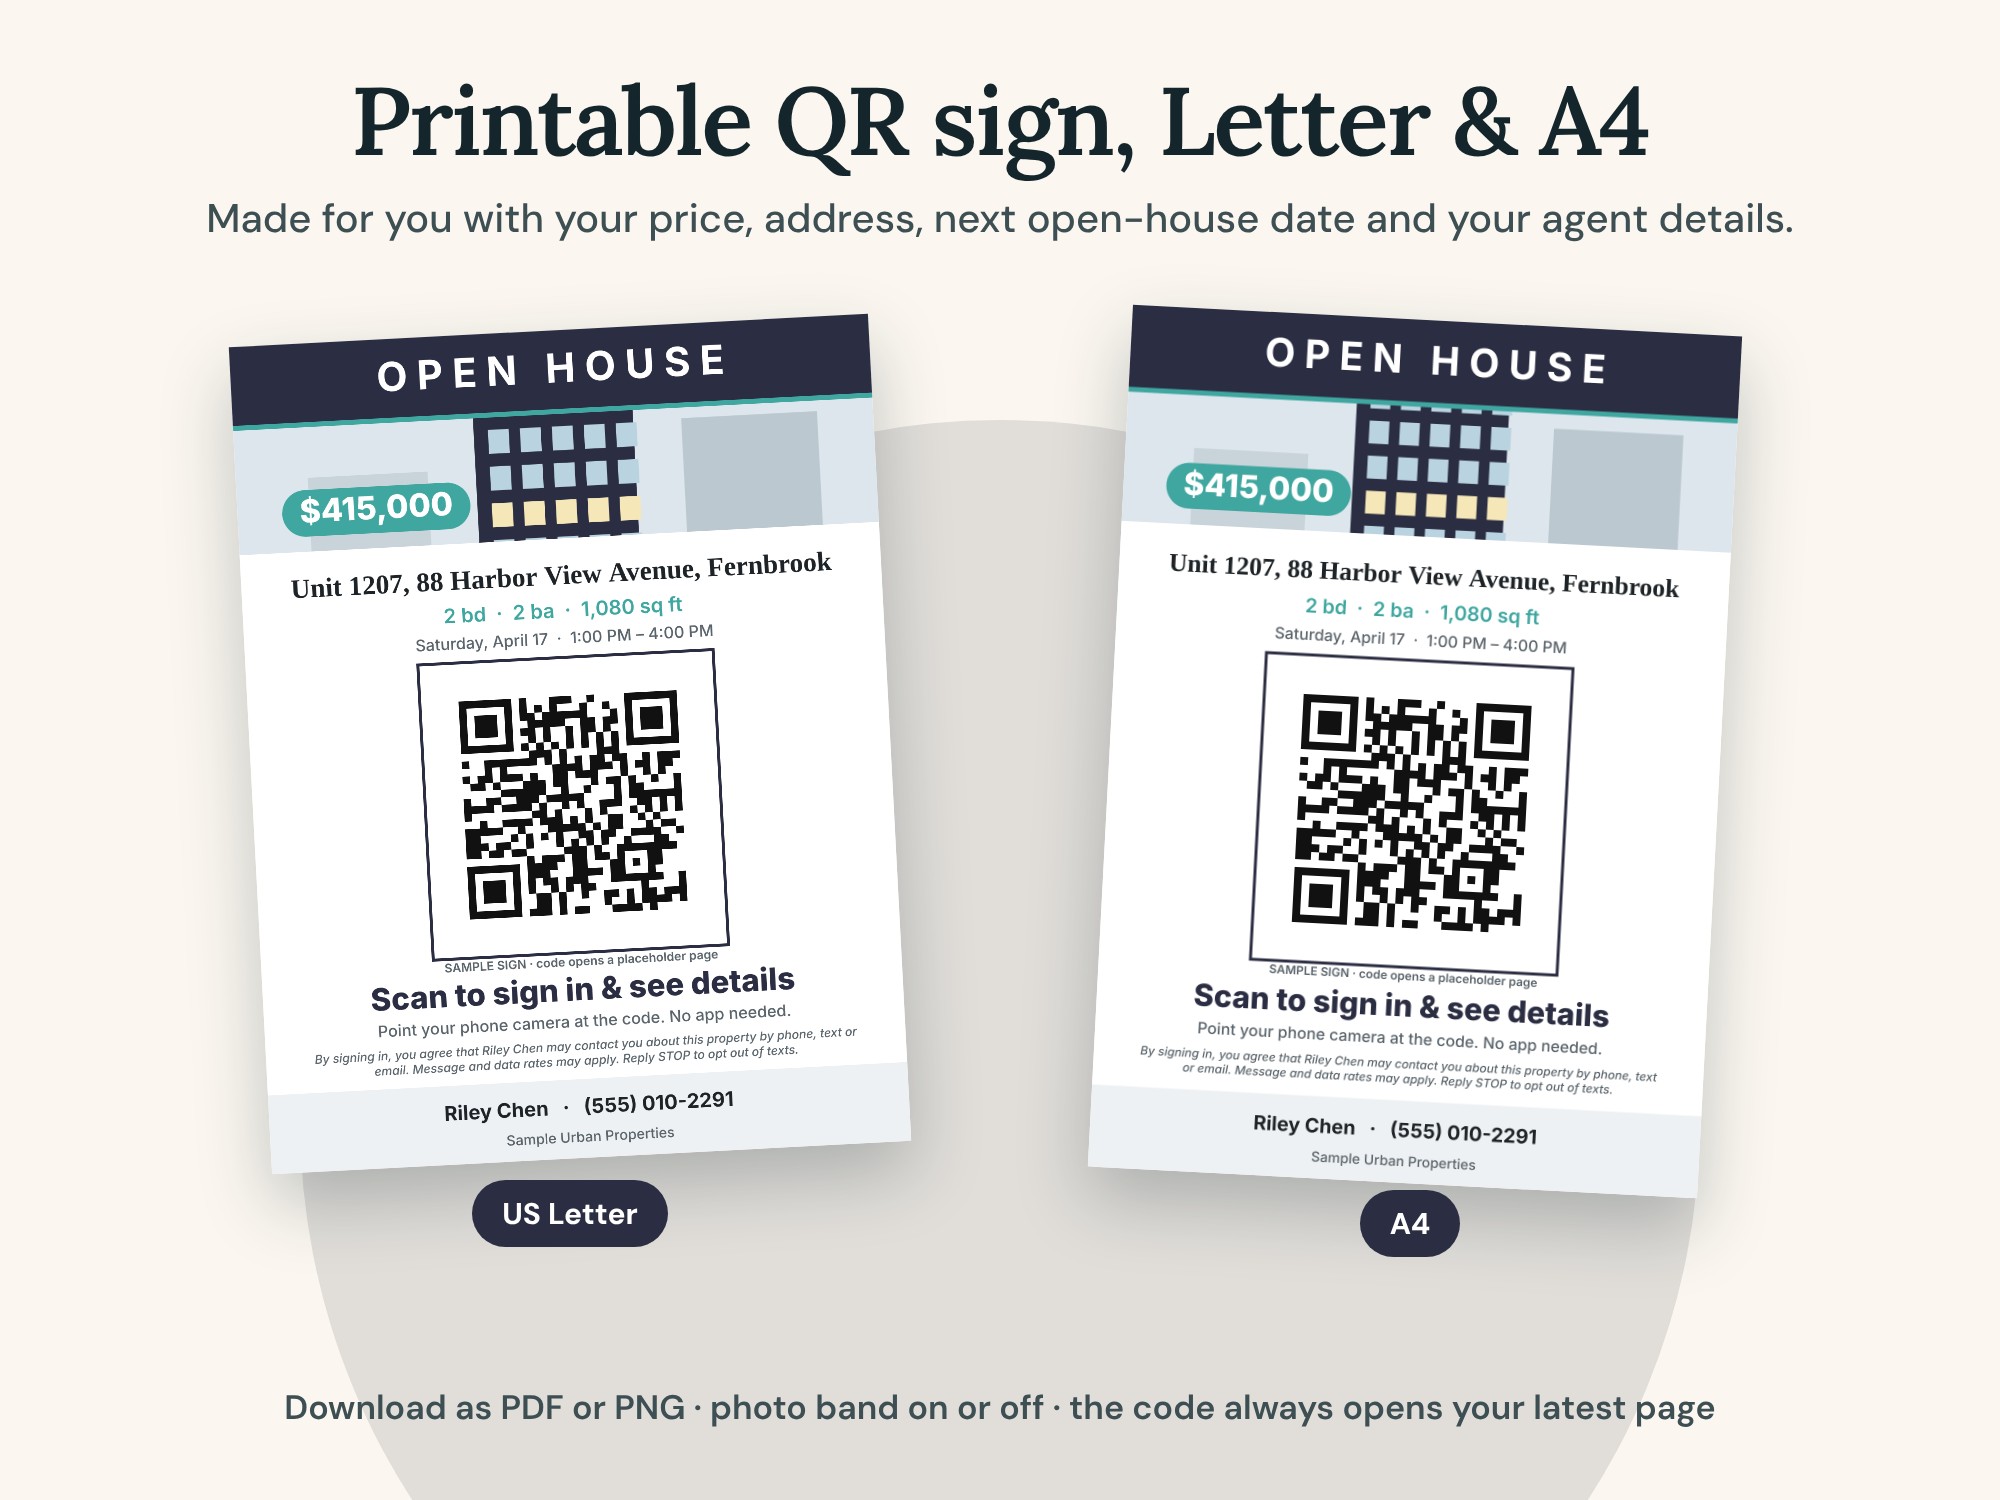 Printable QR sign, Letter & A4
Made for you with your price, address, next open-house date and your agent details.
OPEN HOUSE
$415,000
Unit 1207, 88 Harbor View Avenue, Fernbrook
2 bd · 2 ba · 1,080 sq ft
Saturday, April 17 · 1:00 PM – 4:00 PM
SAMPLE SIGN · code opens a placeholder page
Scan to sign in & see details
Point your phone camera at the code. No app needed.
By signing in, you agree that Riley Chen may contact you about this property by phone, text or
email. Message and data rates may apply. Reply STOP to opt out of texts.
Riley Chen · (555) 010-2291
Sample Urban Properties
US Letter
OPEN HOUSE
$415,000
Unit 1207, 88 Harbor View Avenue, Fernbrook
2 bd · 2 ba · 1,080 sq ft
Saturday, April 17 · 1:00 PM – 4:00 PM
SAMPLE SIGN · code opens a placeholder page
Scan to sign in & see details
Point your phone camera at the code. No app needed.
By signing in, you agree that Riley Chen may contact you about this property by phone, text
or email. Message and data rates may apply. Reply STOP to opt out of texts.
Riley Chen · (555) 010-2291
Sample Urban Properties
A4
Download as PDF or PNG · photo band on or off · the code always opens your latest page